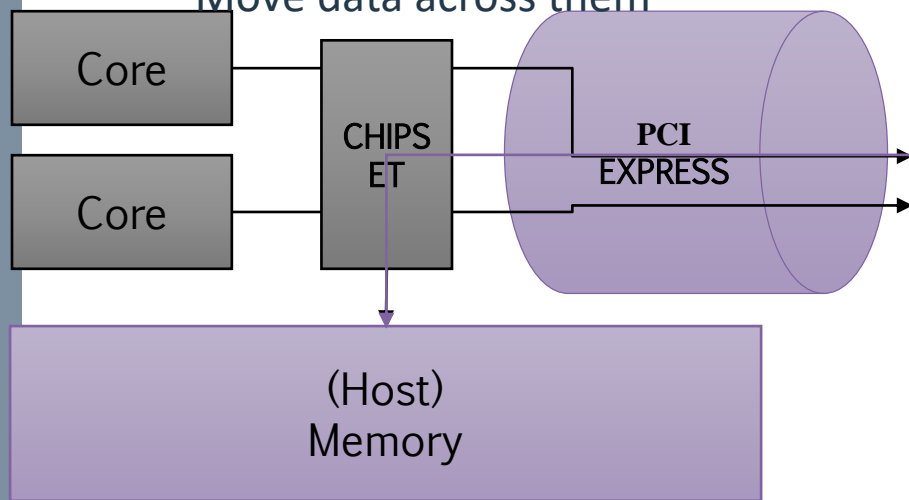 Move data across them
Core
CHIPS
ET
PCI
EXPRESS
Core
(Host)
Memory